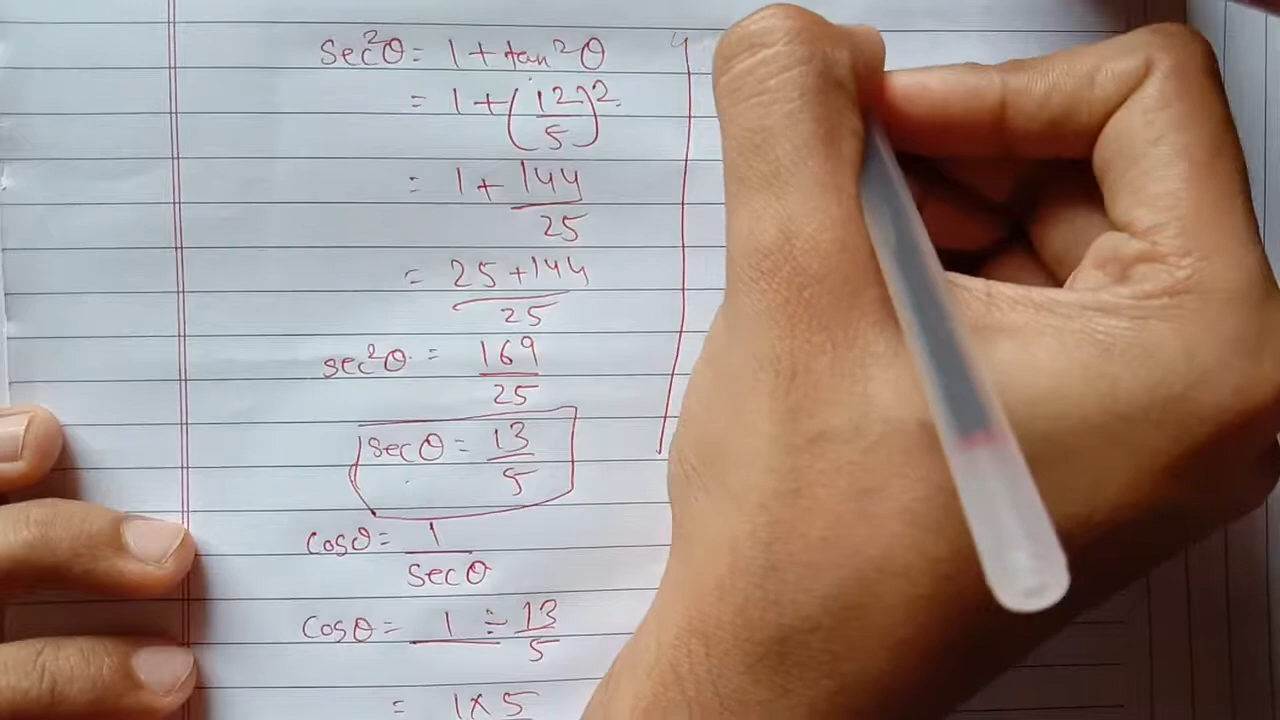 sec²θ = 1 + tan²θ
= 1 + (12/5)²
= 1 + 144/25
= 25 + 144/25
sec²θ = 169/25
secθ = 13/5
cosθ = 1/secθ
cosθ = 1 ÷ 13/5
= 1 × 5